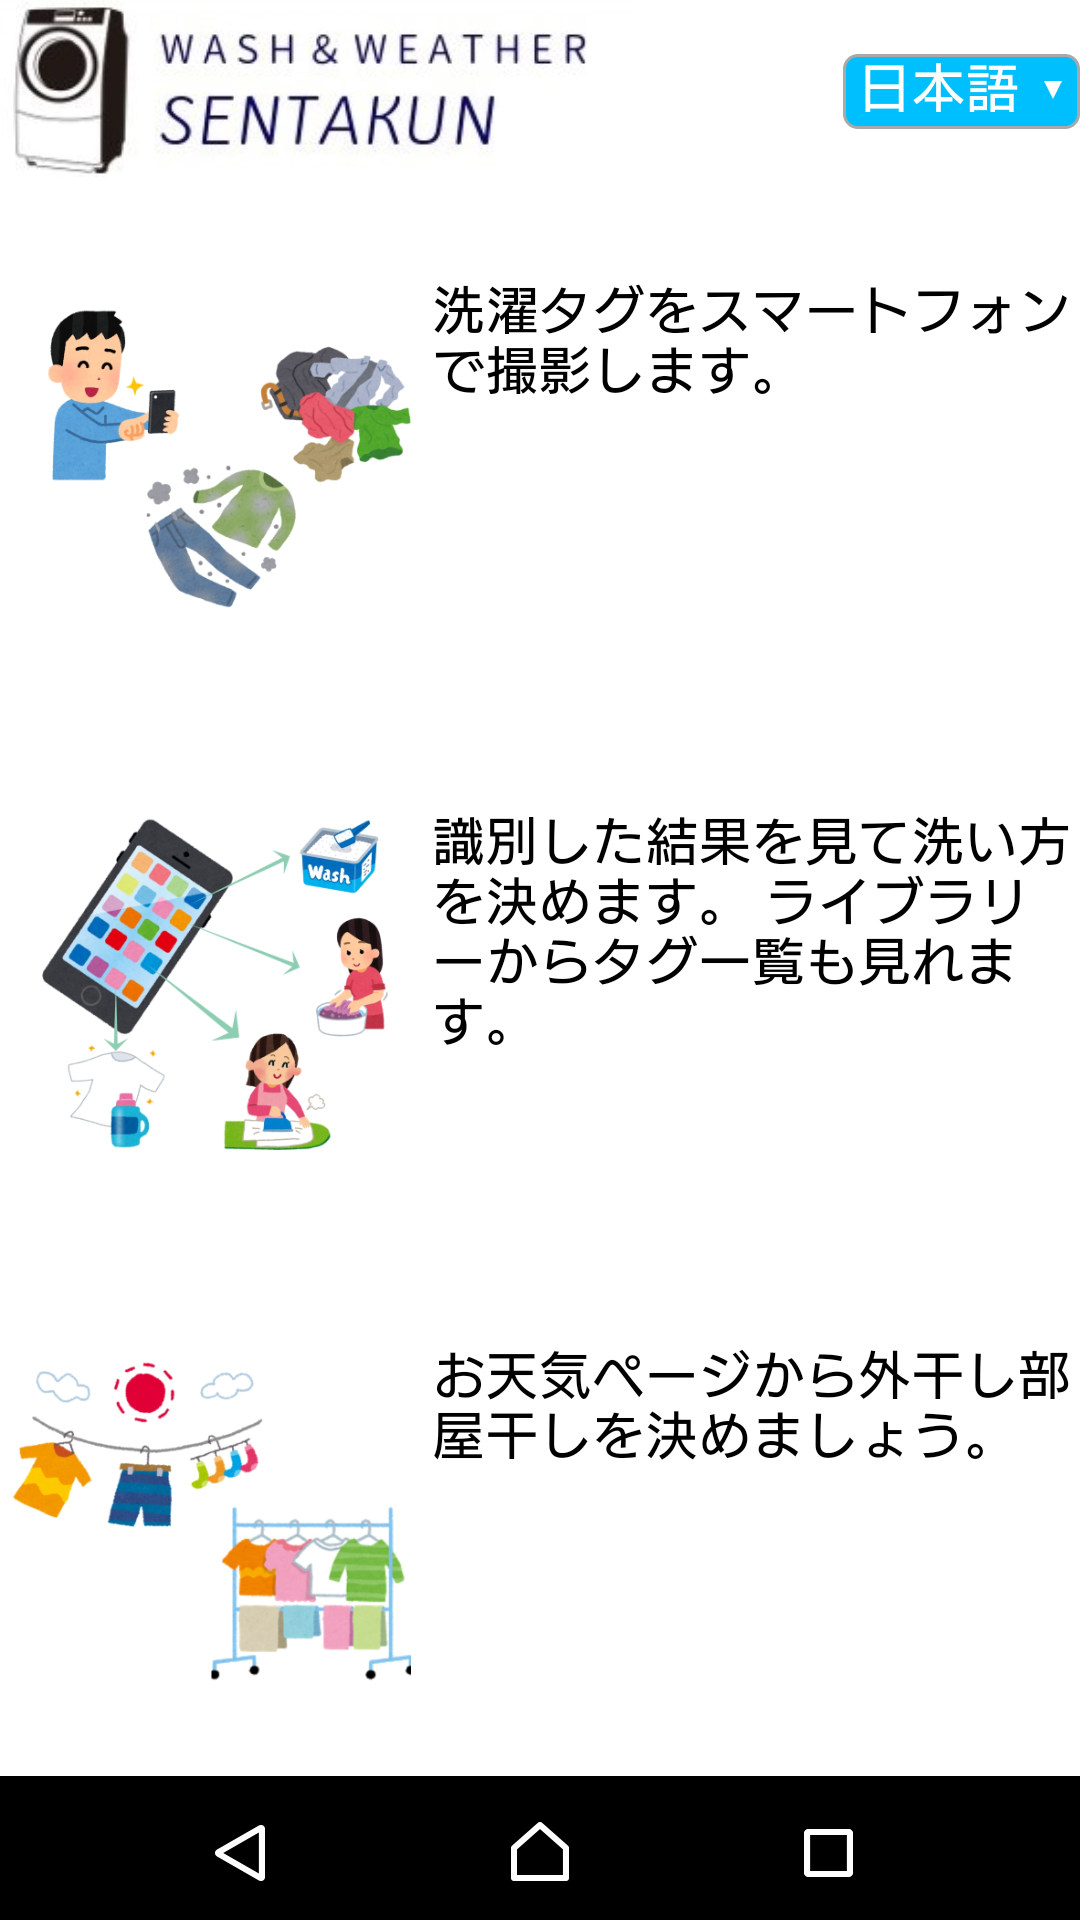 WASH & WEATHER
SENTAKUN
日本語 ▼
洗濯タグをスマートフォン
で撮影します。
Wash
識別した結果を見て洗い方
を決めます。 ライブラリ
ーからタグ一覧も見れま
す。
お天気ページから外干し部
屋干しを決めましょう。